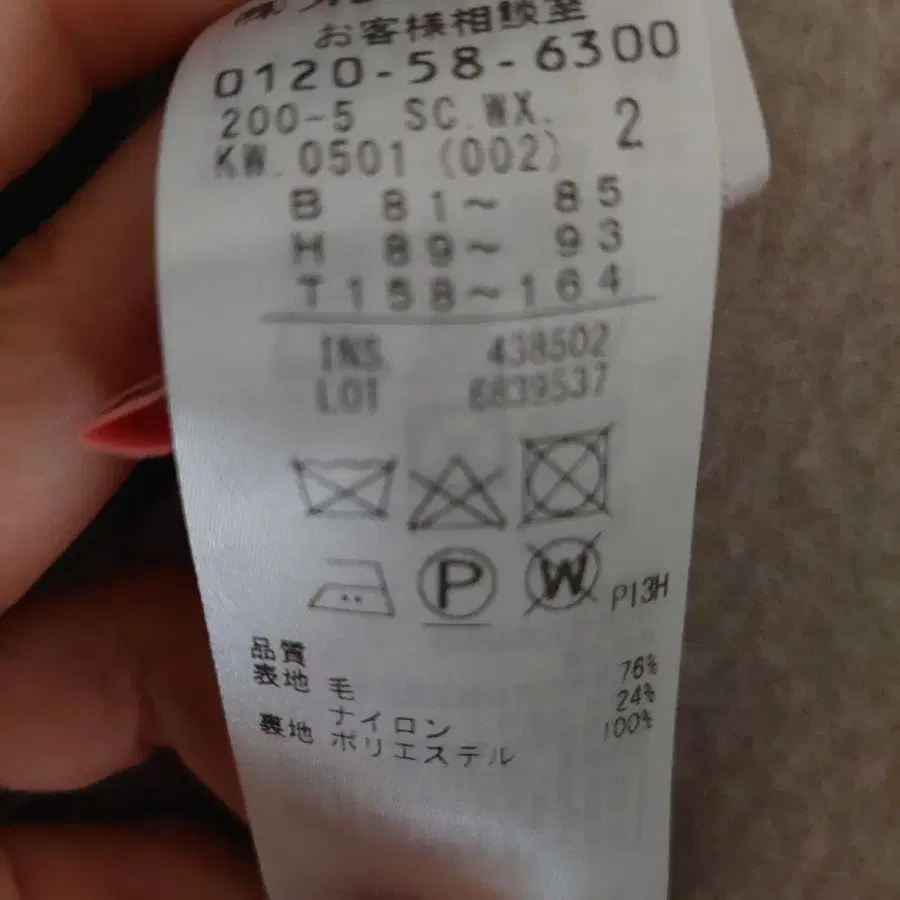 お客様相談室
0120-58-6300
200-5 SC.WX. 2
KW.0501 (002)
B 81~ 85
H 89~ 93
T158~164
INS. 438502
LOT 6839537
P
W
P13H
品質
表地 毛 76%
ナイロン 24%
裏地 ポリエステル 100%